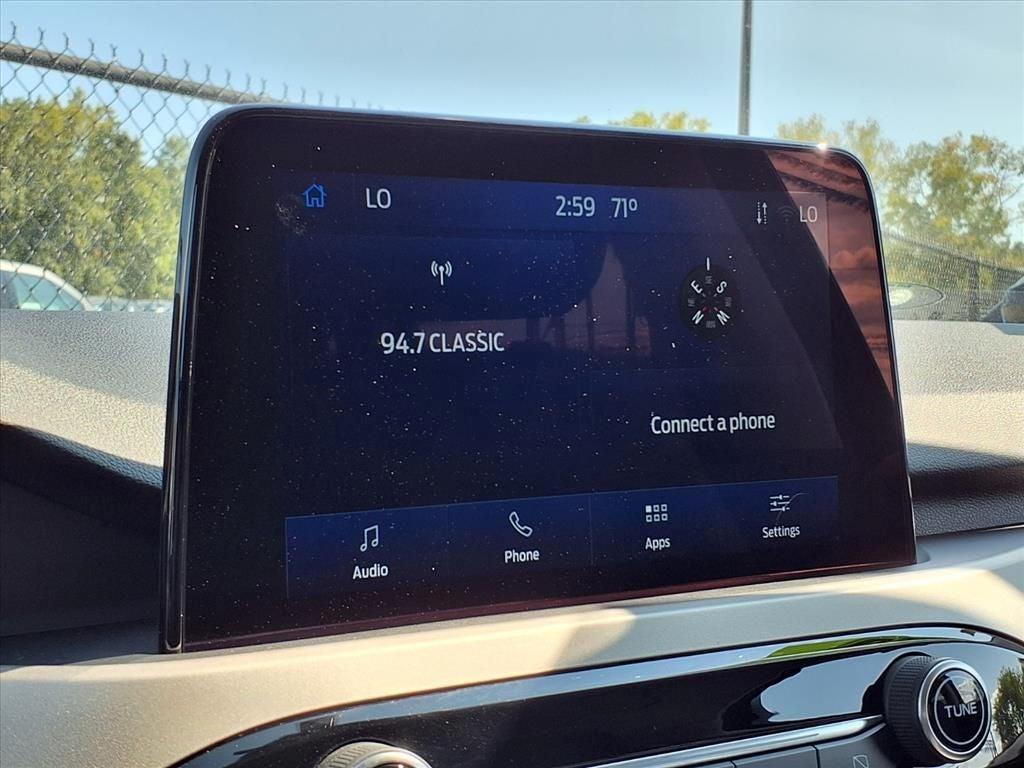 LO 2:59 71° LO
94.7 CLASSIC
E S
N W
Connect a phone
Audio Phone Apps Settings
TUNE